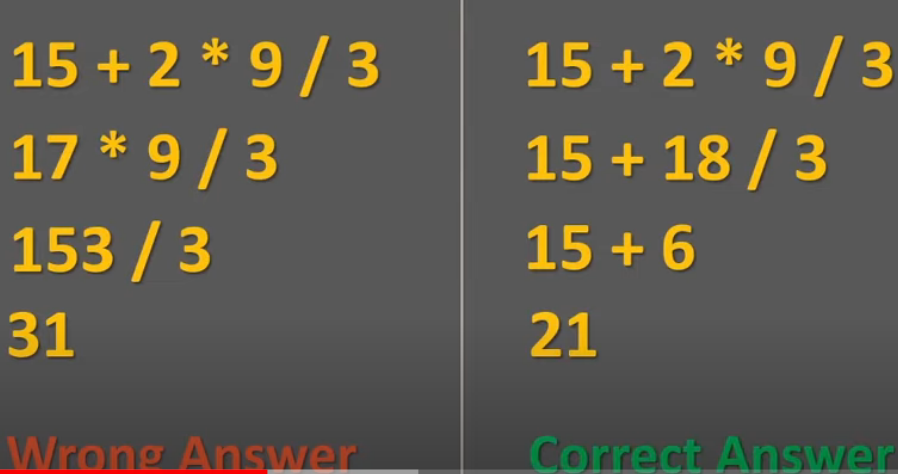 15 + 2 * 9 / 3
17 * 9 / 3
153 / 3
31
Wrong Answer
15 + 2 * 9 / 3
15 + 18 / 3
15 + 6
21
Correct Answer